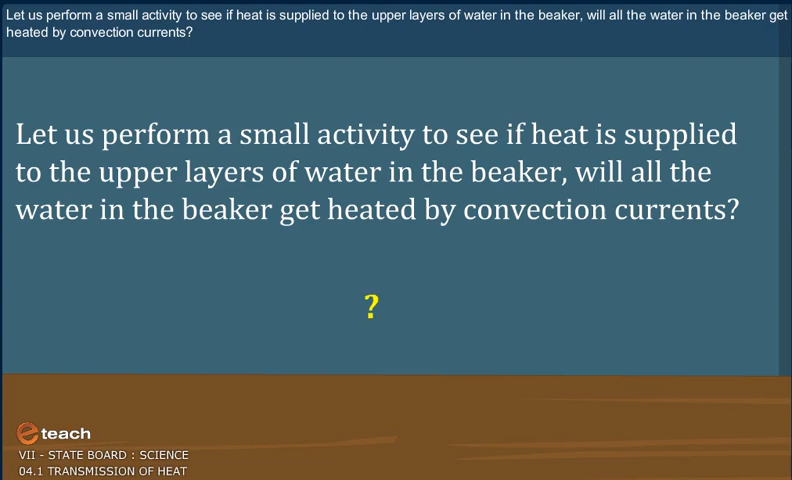 Let us perform a small activity to see if heat is supplied to the upper layers of water in the beaker, will all the water in the beaker get
heated by convection currents?
Let us perform a small activity to see if heat is supplied
to the upper layers of water in the beaker, will all the
water in the beaker get heated by convection currents?
?
e teach
VII - STATE BOARD : SCIENCE
04.1 TRANSMISSION OF HEAT